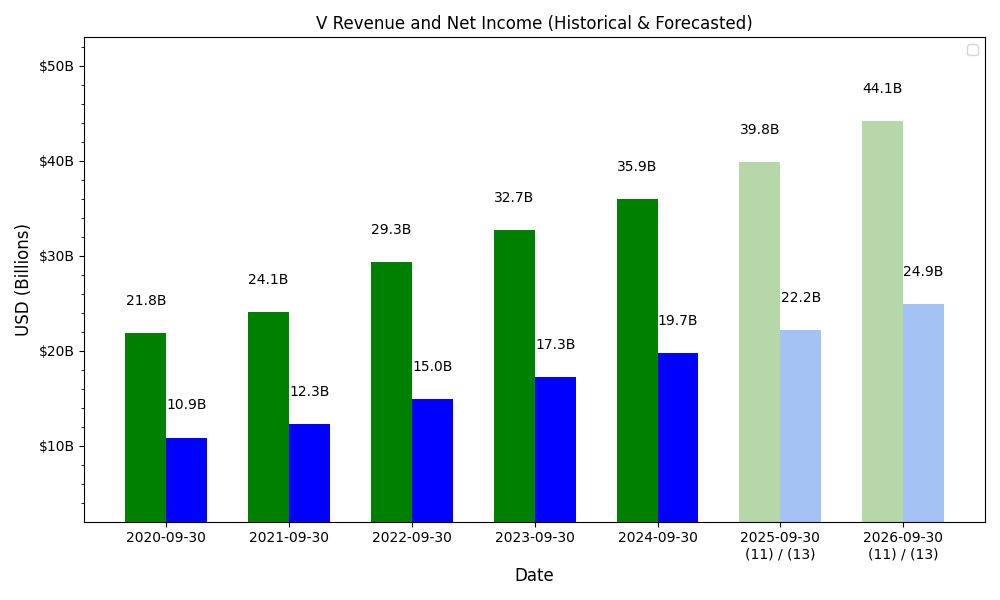 V Revenue and Net Income (Historical & Forecasted)
$50B
$40B
$30B
$20B
$10B
USD (Billions)
21.8B
10.9B
24.1B
12.3B
29.3B
15.0B
32.7B
17.3B
35.9B
19.7B
39.8B
22.2B
44.1B
24.9B
2020-09-30
2021-09-30
2022-09-30
2023-09-30
2024-09-30
2025-09-30
(11) / (13)
2026-09-30
(11) / (13)
Date